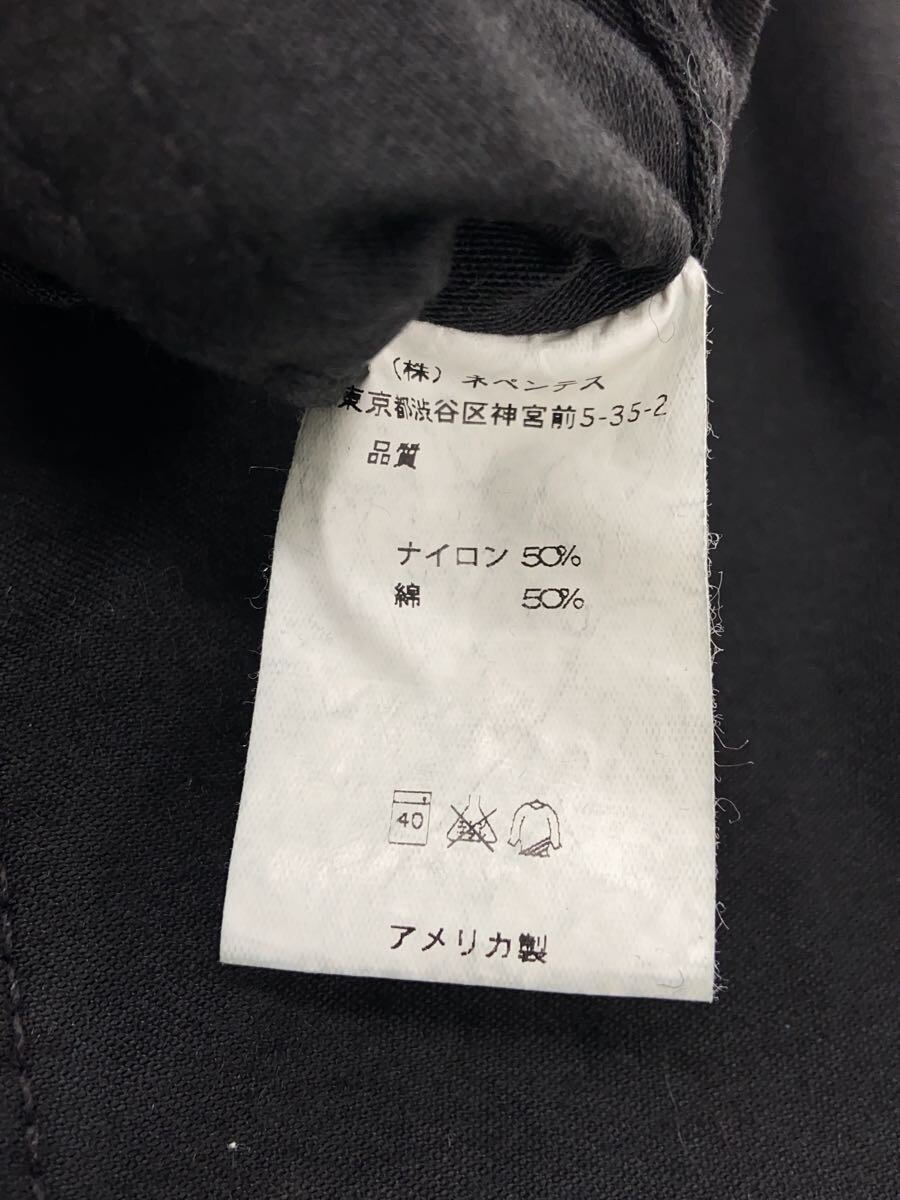 （株）ネペンテス
東京都渋谷区神宮前5-35-2
品質
ナイロン 50%
綿 50%
40
アメリカ製